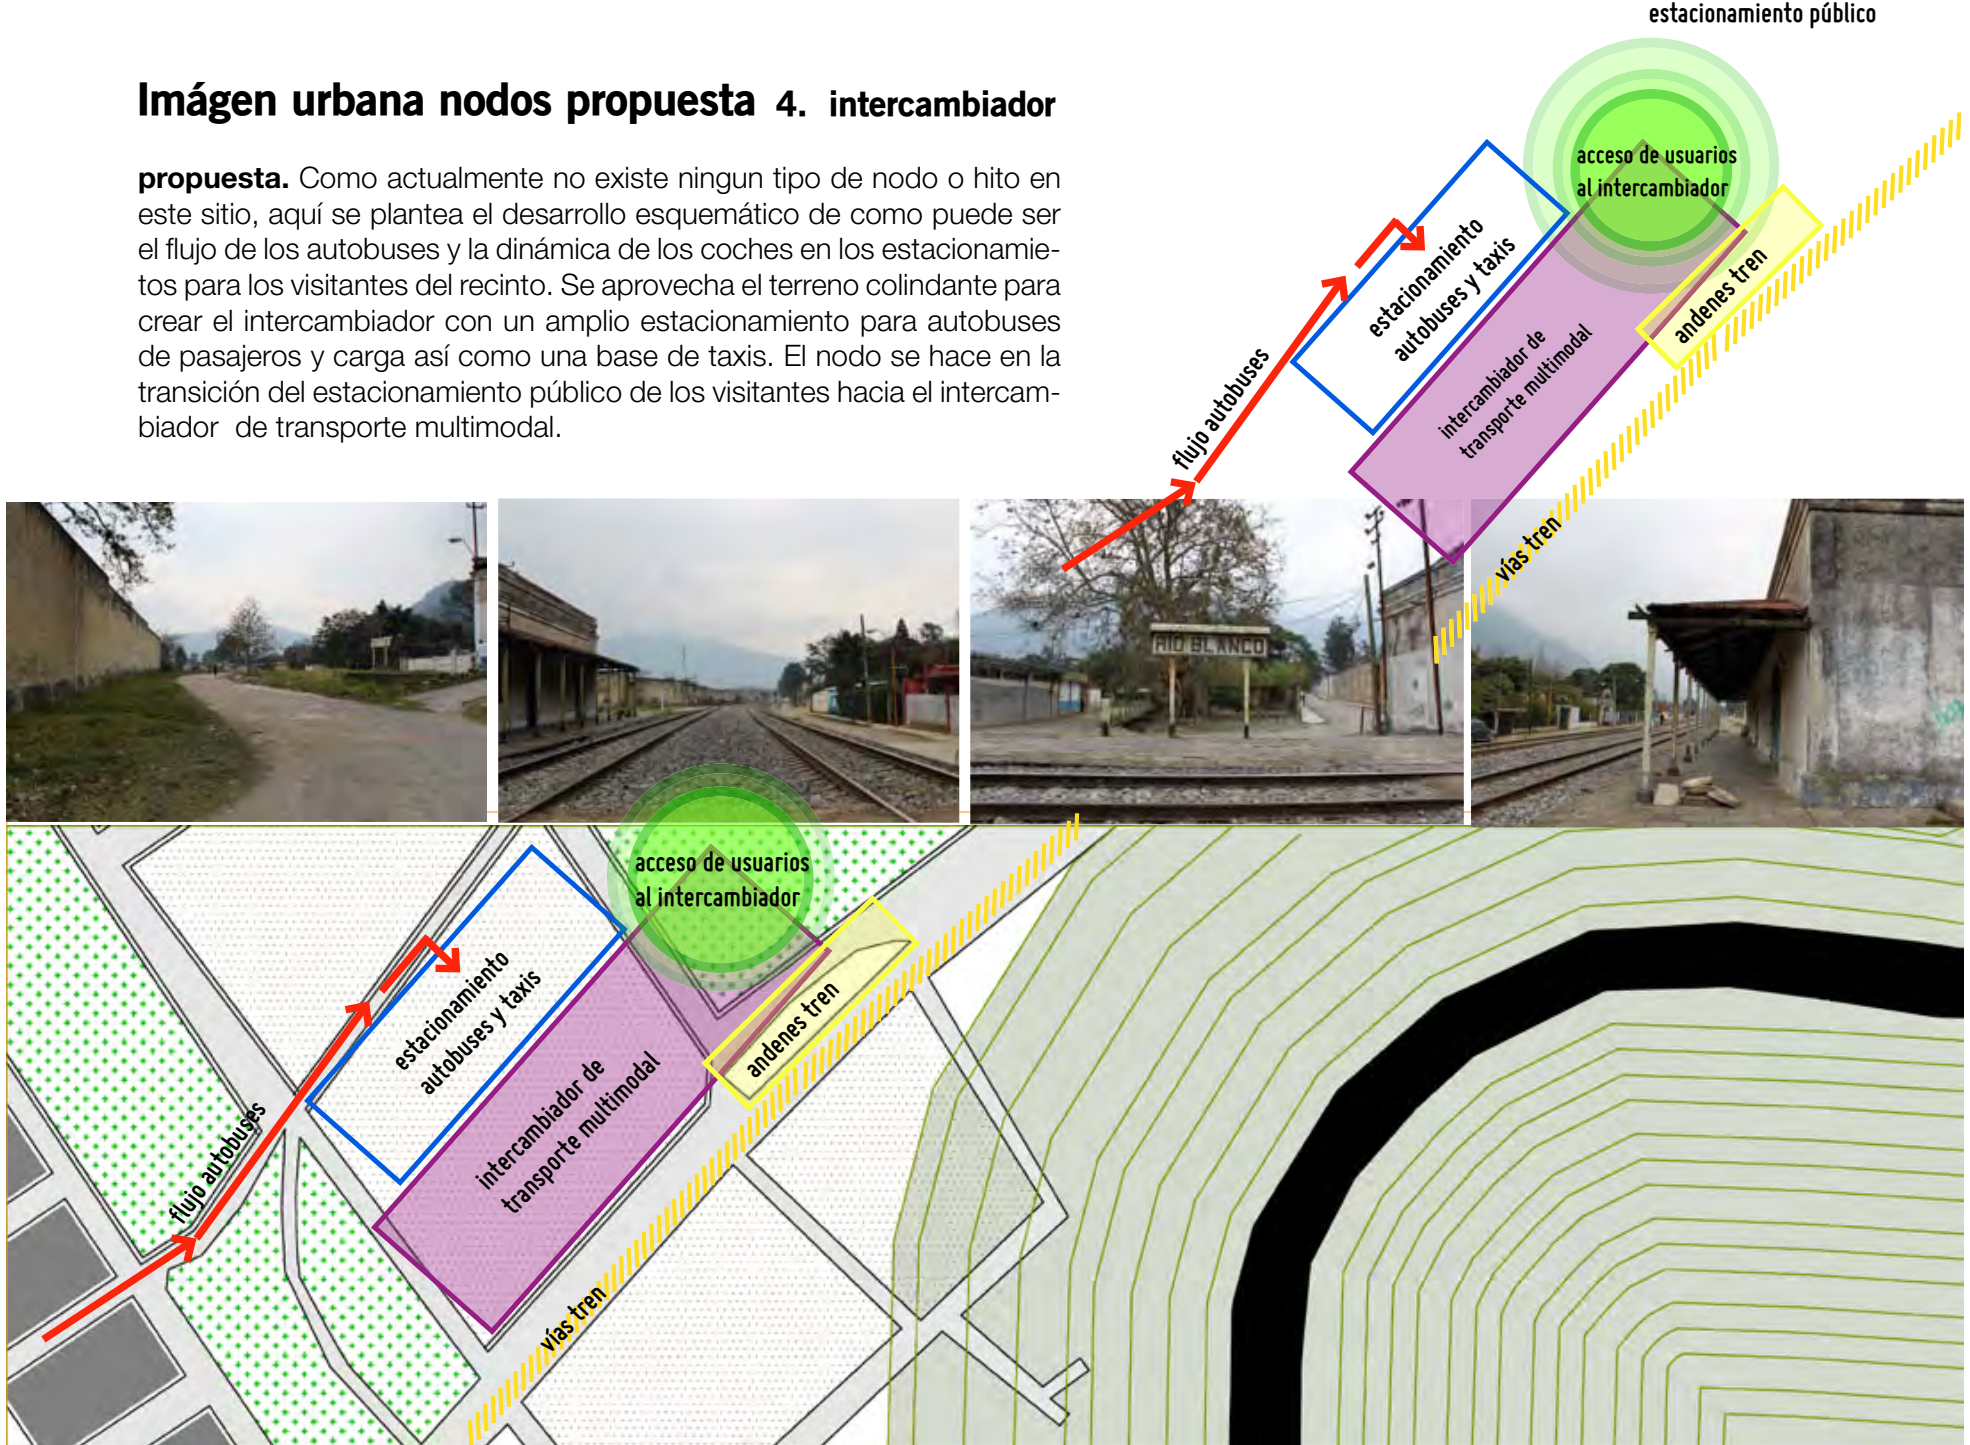 estacionamiento público
Imágen urbana nodos propuesta 4. intercambiador
propuesta. Como actualmente no existe ningun tipo de nodo o hito en
este sitio, aquí se plantea el desarrollo esquemático de como puede ser
el flujo de los autobuses y la dinámica de los coches en los estacionamie-
tos para los visitantes del recinto. Se aprovecha el terreno colindante para
crear el intercambiador con un amplio estacionamiento para autobuses
de pasajeros y carga así como una base de taxis. El nodo se hace en la
transición del estacionamiento público de los visitantes hacia el intercam-
biador de transporte multimodal.
acceso de usuarios
al intercambiador
estacionamiento
autobuses y taxis
andenes tren
intercambiador de
transporte multimodal
flujo autobuses
vías tren
RIO BLANCO
acceso de usuarios
al intercambiador
estacionamiento
autobuses y taxis
andenes tren
intercambiador de
transporte multimodal
flujo autobuses
vías tren